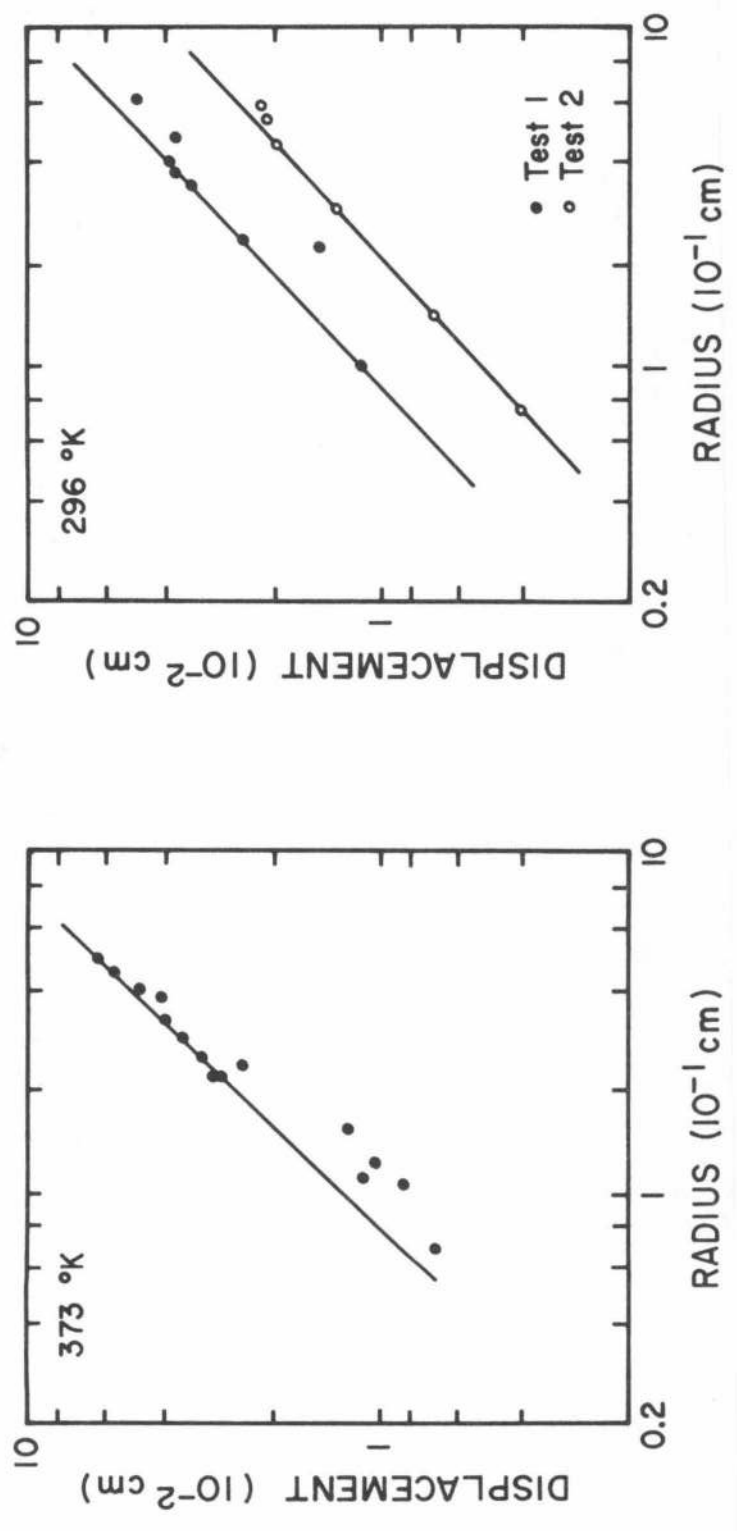 373 °K
10
1
DISPLACEMENT (10⁻² cm)
0.2
1
10
RADIUS (10⁻¹ cm)
296 °K
10
1
DISPLACEMENT (10⁻² cm)
Test 1
Test 2
0.2
1
10
RADIUS (10⁻¹ cm)